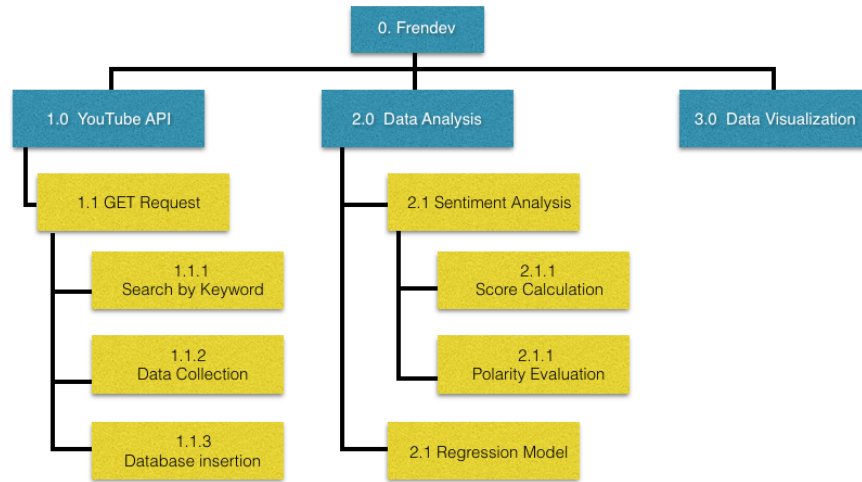 0. Frendev
1.0 YouTube API
2.0 Data Analysis
3.0 Data Visualization
1.1 GET Request
1.1.1
Search by Keyword
1.1.2
Data Collection
1.1.3
Database insertion
2.1 Sentiment Analysis
2.1.1
Score Calculation
2.1.1
Polarity Evaluation
2.1 Regression Model